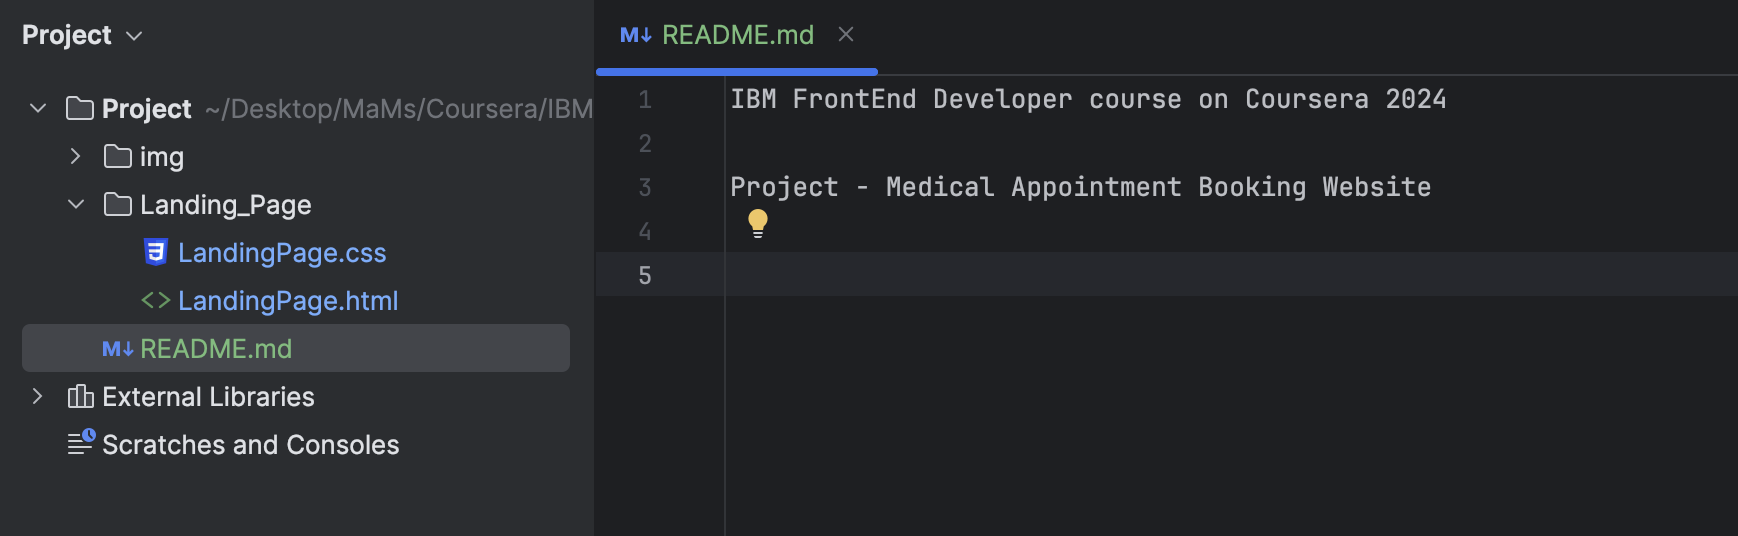 Project
Project ~/Desktop/MaMs/Coursera/IBM
img
Landing_Page
LandingPage.css
<> LandingPage.html
M↓ README.md
External Libraries
Scratches and Consoles
M↓ README.md ×
1 IBM FrontEnd Developer course on Coursera 2024
2
3 Project - Medical Appointment Booking Website
4
5